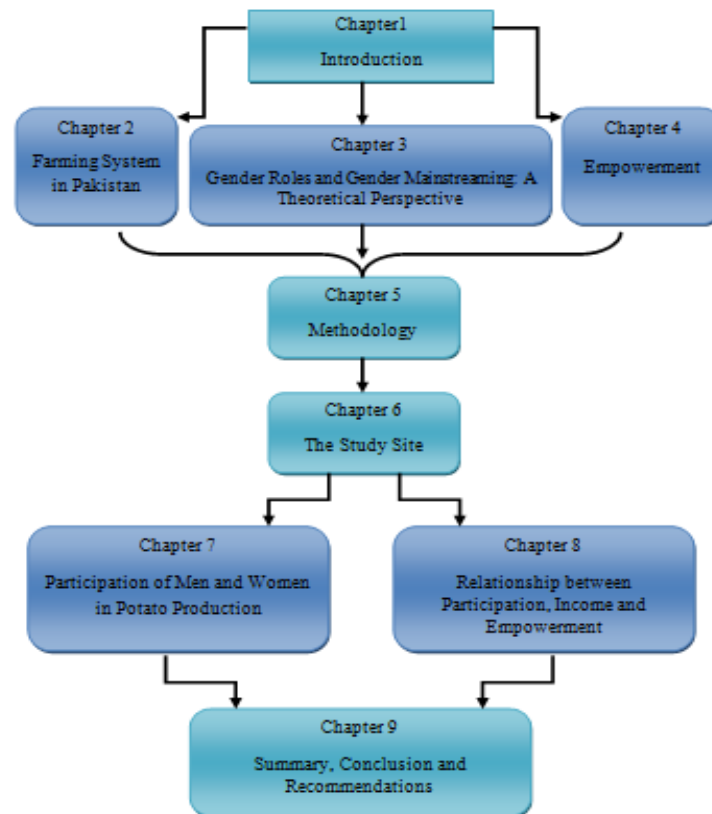 Chapter1
Introduction
Chapter 2
Farming System
in Pakistan
Chapter 3
Gender Roles and Gender Mainstreaming: A
Theoretical Perspective
Chapter 4
Empowerment
Chapter 5
Methodology
Chapter 6
The Study Site
Chapter 7
Participation of Men and Women
in Potato Production
Chapter 8
Relationship between
Participation, Income and
Empowerment
Chapter 9
Summary, Conclusion and
Recommendations